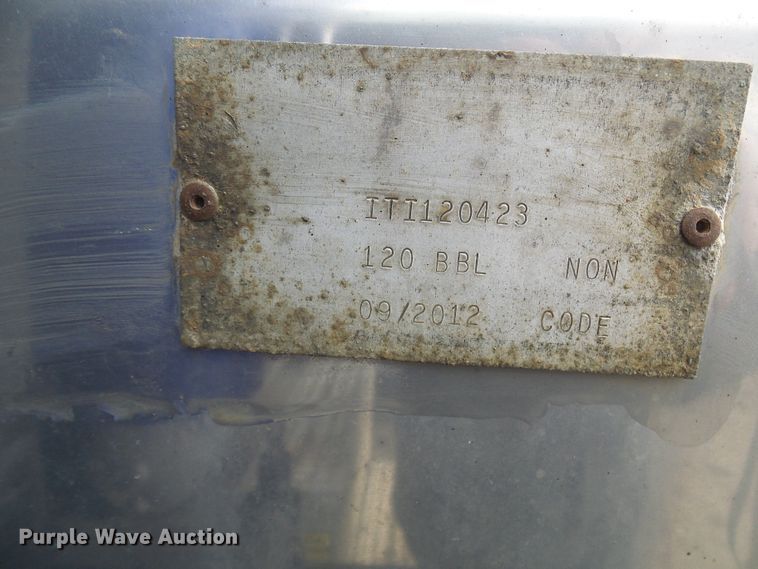 ITI120423
120 BBL NON
09/2012 CODE
Purple Wave Auction